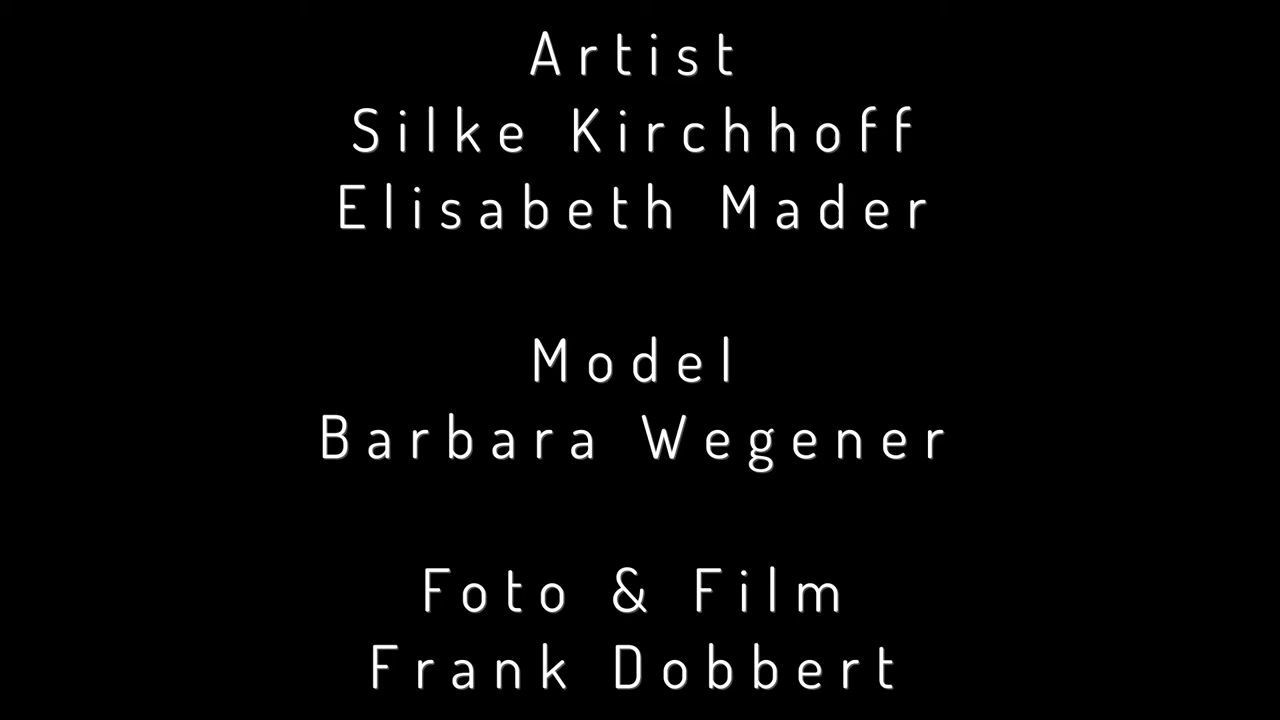 Artist
Silke Kirchhoff
Elisabeth Mader
Model
Barbara Wegener
Foto & Film
Frank Dobbert